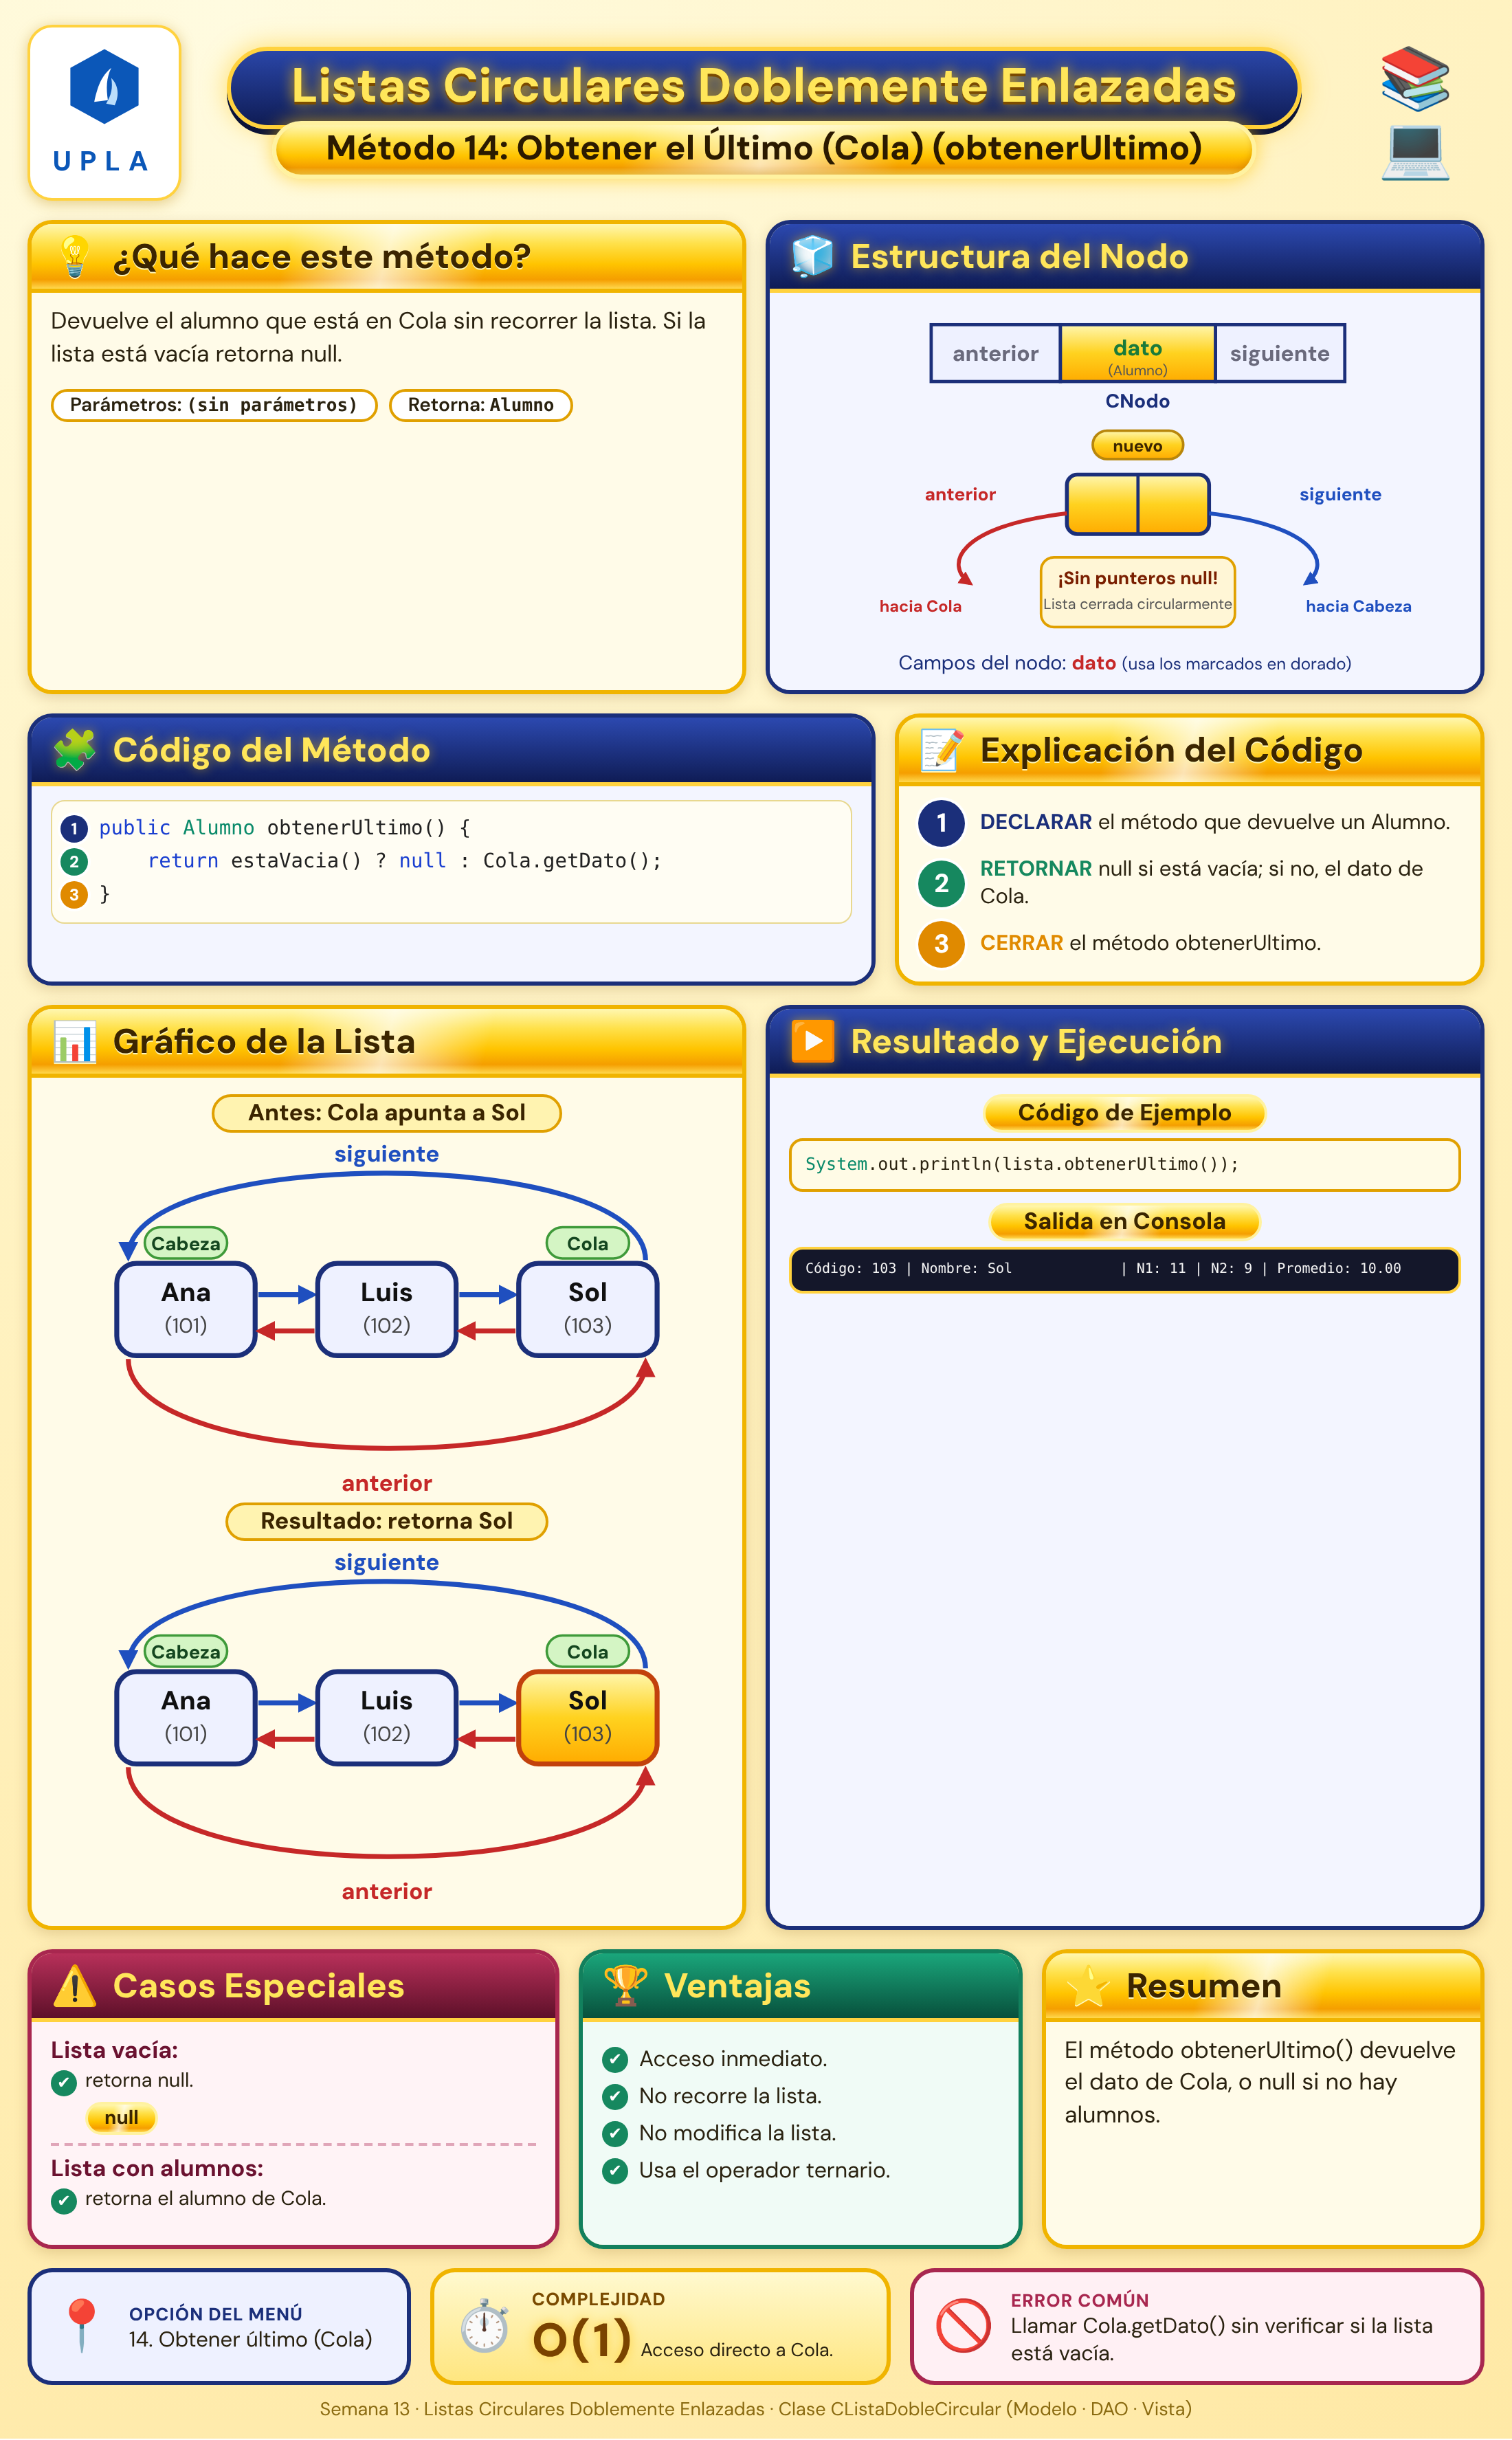 UPLA
Listas Circulares Doblemente Enlazadas
Método 14: Obtener el Último (Cola) (obtenerUltimo)
¿Qué hace este método?
Devuelve el alumno que está en Cola sin recorrer la lista. Si la
lista está vacía retorna null.
Parámetros: (sin parámetros) Retorna: Alumno
Estructura del Nodo
anterior dato siguiente
(Alumno)
CNodo
nuevo
anterior siguiente
¡Sin punteros null!
Lista cerrada circularmente
hacia Cola hacia Cabeza
Campos del nodo: dato (usa los marcados en dorado)
Código del Método
1 public Alumno obtenerUltimo() {
2 return estaVacia() ? null : Cola.getDato();
3 }
Explicación del Código
1 DECLARAR el método que devuelve un Alumno.
2 RETORNAR null si está vacía; si no, el dato de
Cola.
3 CERRAR el método obtenerUltimo.
Gráfico de la Lista
Antes: Cola apunta a Sol
siguiente
Cabeza Cola
Ana Luis Sol
(101) (102) (103)
anterior
Resultado: retorna Sol
siguiente
Cabeza Cola
Ana Luis Sol
(101) (102) (103)
anterior
Resultado y Ejecución
Código de Ejemplo
System.out.println(lista.obtenerUltimo());
Salida en Consola
Código: 103 | Nombre: Sol | N1: 11 | N2: 9 | Promedio: 10.00
Casos Especiales
Lista vacía:
retorna null.
null
Lista con alumnos:
retorna el alumno de Cola.
Ventajas
Acceso inmediato.
No recorre la lista.
No modifica la lista.
Usa el operador ternario.
Resumen
El método obtenerUltimo() devuelve
el dato de Cola, o null si no hay
alumnos.
OPCIÓN DEL MENÚ
14. Obtener último (Cola)
COMPLEJIDAD
O(1) Acceso directo a Cola.
ERROR COMÚN
Llamar Cola.getDato() sin verificar si la lista
está vacía.
Semana 13 · Listas Circulares Doblemente Enlazadas · Clase CListaDobleCircular (Modelo · DAO · Vista)